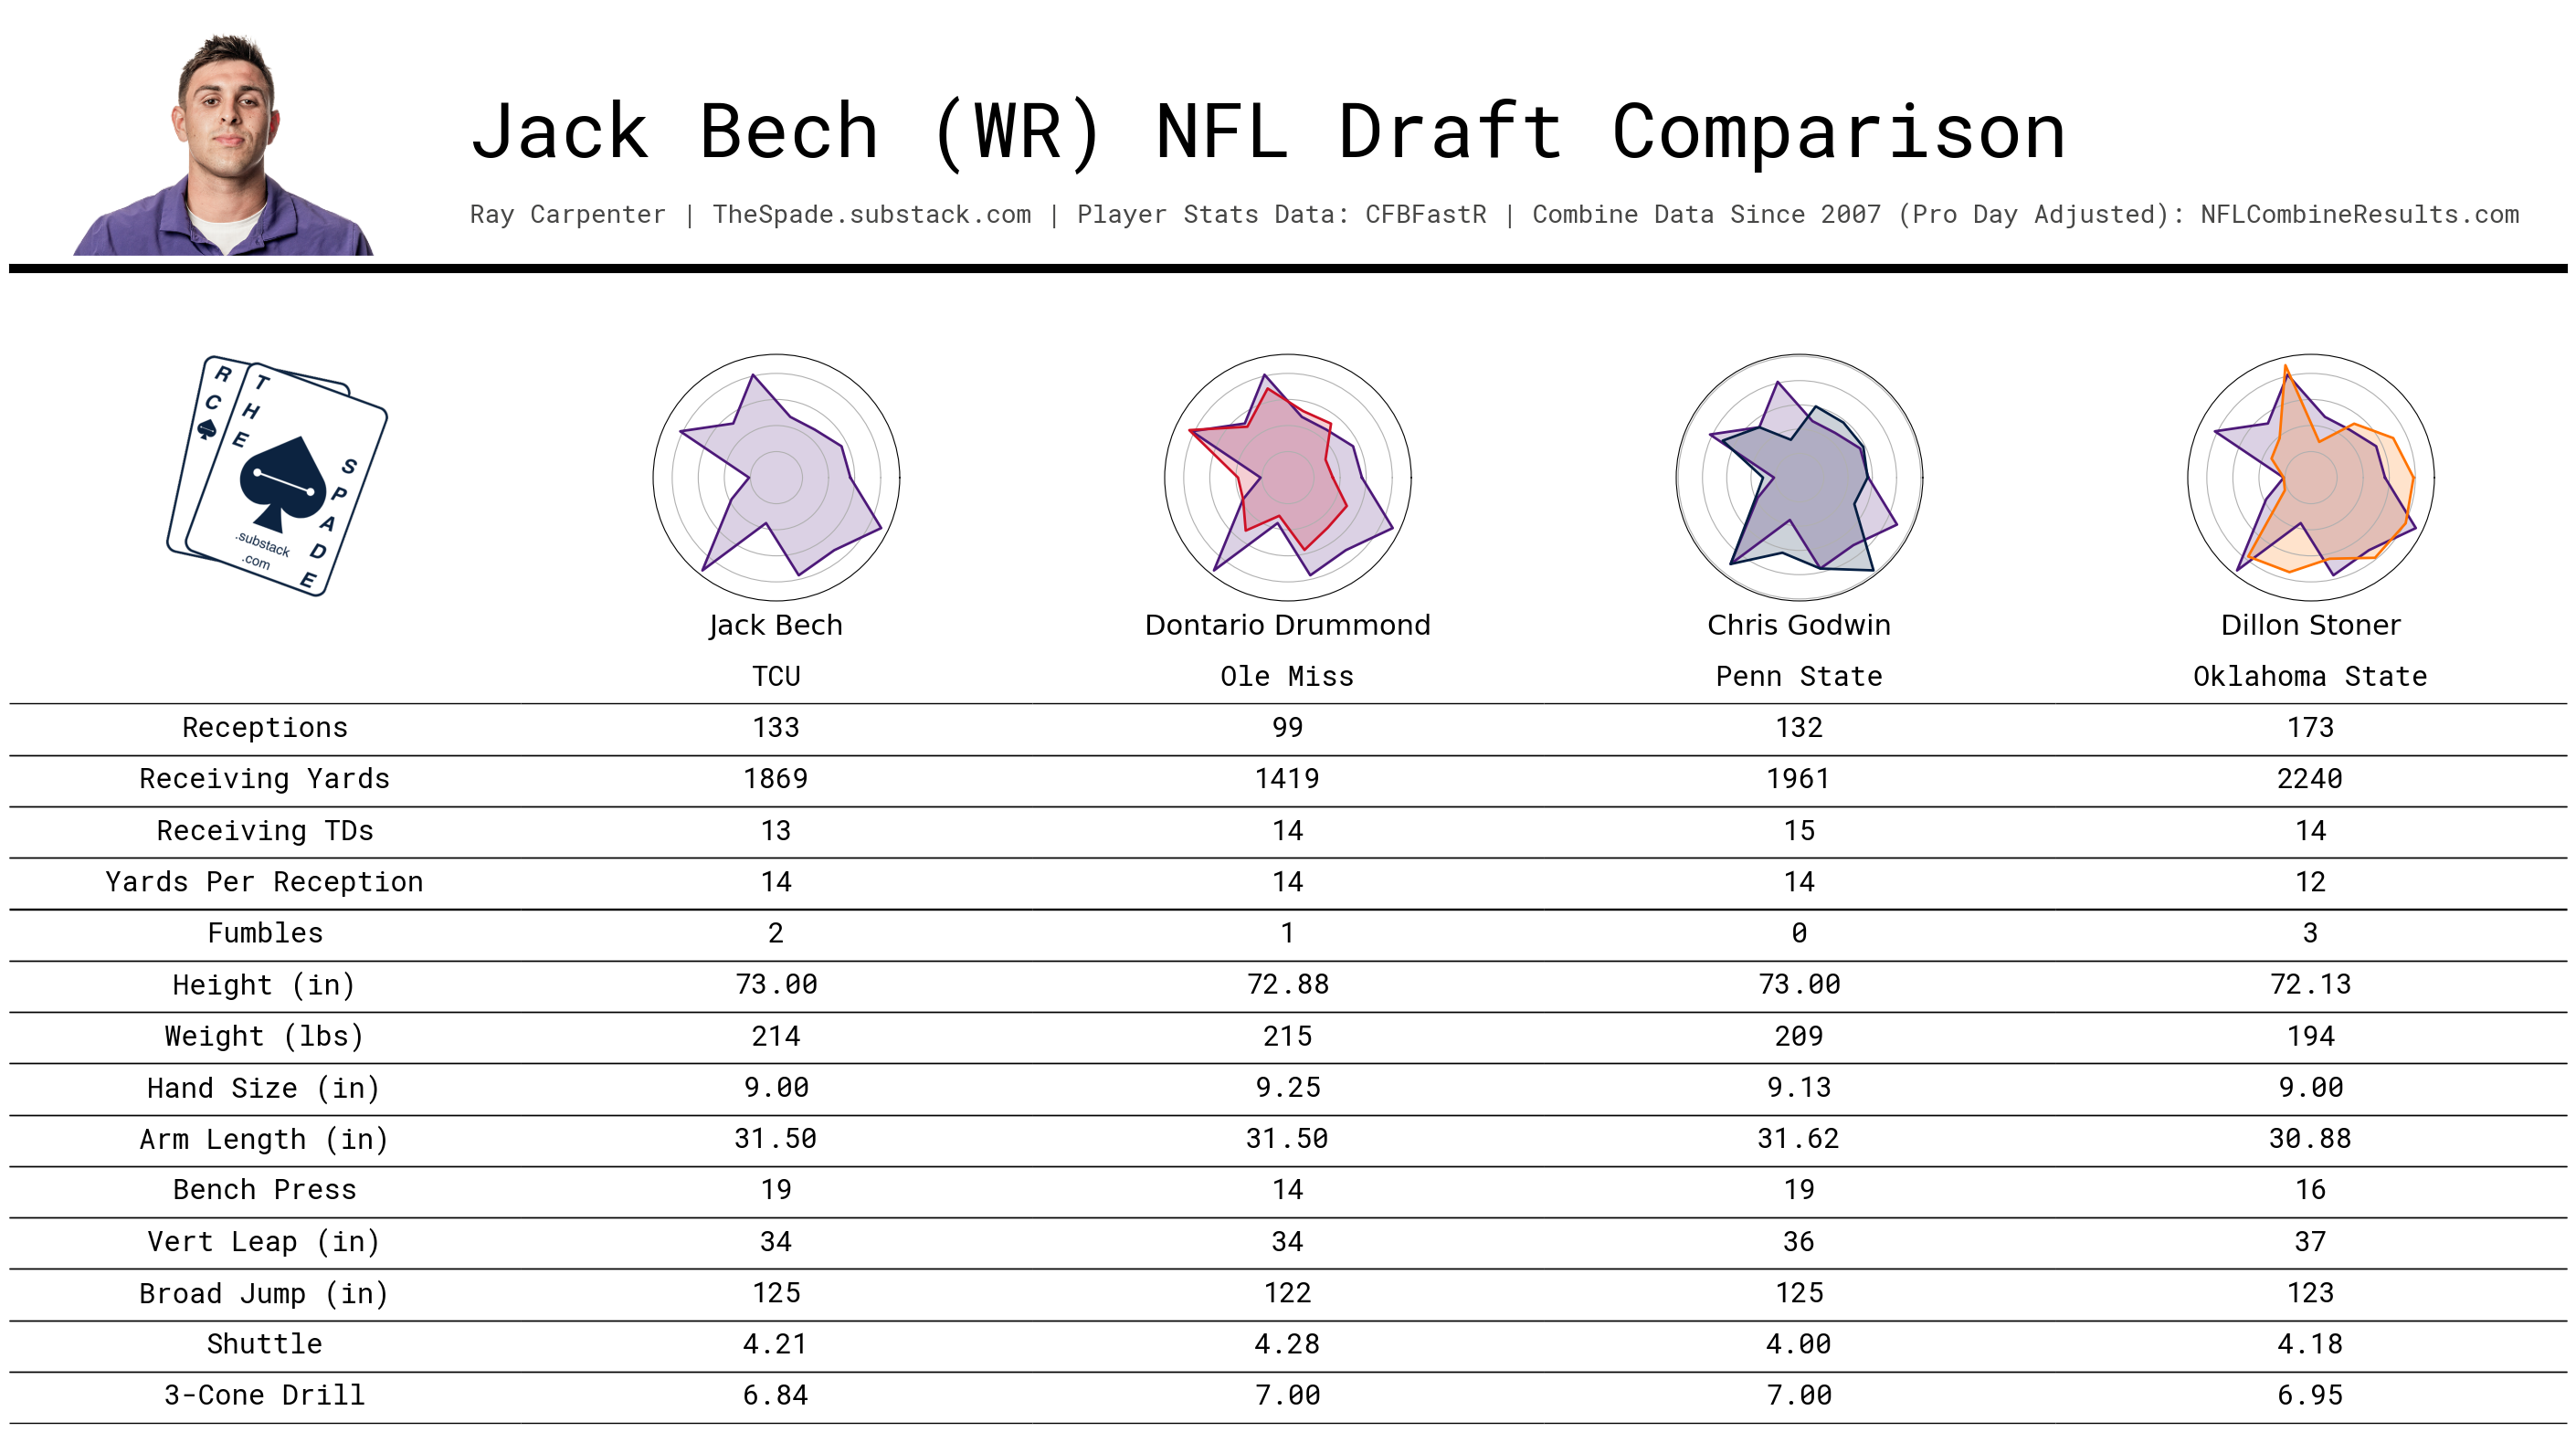 Jack Bech (WR) NFL Draft Comparison
Ray Carpenter | TheSpade.substack.com | Player Stats Data: CFBFastR | Combine Data Since 2007 (Pro Day Adjusted): NFLCombineResults.com
RC
THE
SPADE
.substack
.com
Jack Bech Dontario Drummond Chris Godwin Dillon Stoner
TCU Ole Miss Penn State Oklahoma State
Receptions 133 99 132 173
Receiving Yards 1869 1419 1961 2240
Receiving TDs 13 14 15 14
Yards Per Reception 14 14 14 12
Fumbles 2 1 0 3
Height (in) 73.00 72.88 73.00 72.13
Weight (lbs) 214 215 209 194
Hand Size (in) 9.00 9.25 9.13 9.00
Arm Length (in) 31.50 31.50 31.62 30.88
Bench Press 19 14 19 16
Vert Leap (in) 34 34 36 37
Broad Jump (in) 125 122 125 123
Shuttle 4.21 4.28 4.00 4.18
3-Cone Drill 6.84 7.00 7.00 6.95